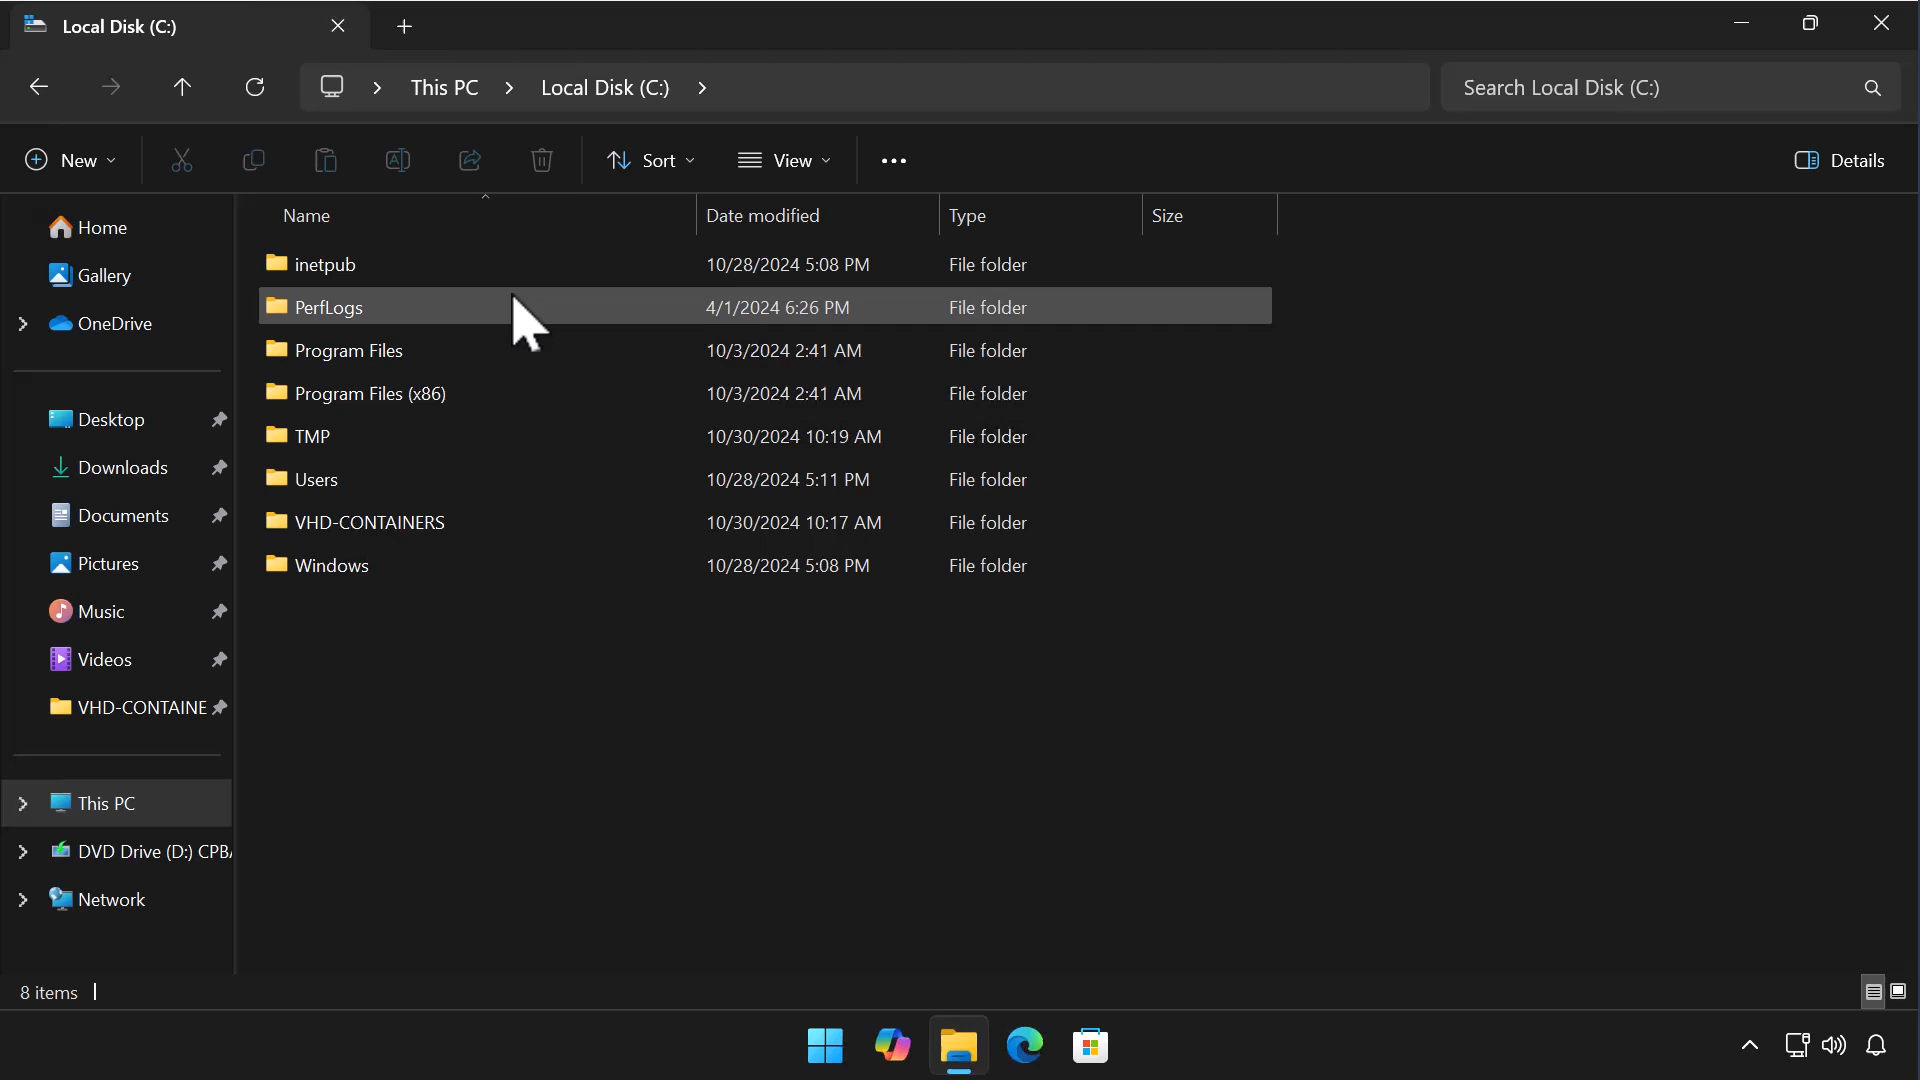 Local Disk (C:)
This PC > Local Disk (C:) >
Search Local Disk (C:)
New
Sort
View
Details
Name Date modified Type Size
inetpub 10/28/2024 5:08 PM File folder
PerfLogs 4/1/2024 6:26 PM File folder
Program Files 10/3/2024 2:41 AM File folder
Program Files (x86) 10/3/2024 2:41 AM File folder
TMP 10/30/2024 10:19 AM File folder
Users 10/28/2024 5:11 PM File folder
VHD-CONTAINERS 10/30/2024 10:17 AM File folder
Windows 10/28/2024 5:08 PM File folder
Home
Gallery
OneDrive
Desktop
Downloads
Documents
Pictures
Music
Videos
VHD-CONTAINE
This PC
DVD Drive (D:) CPBA
Network
8 items